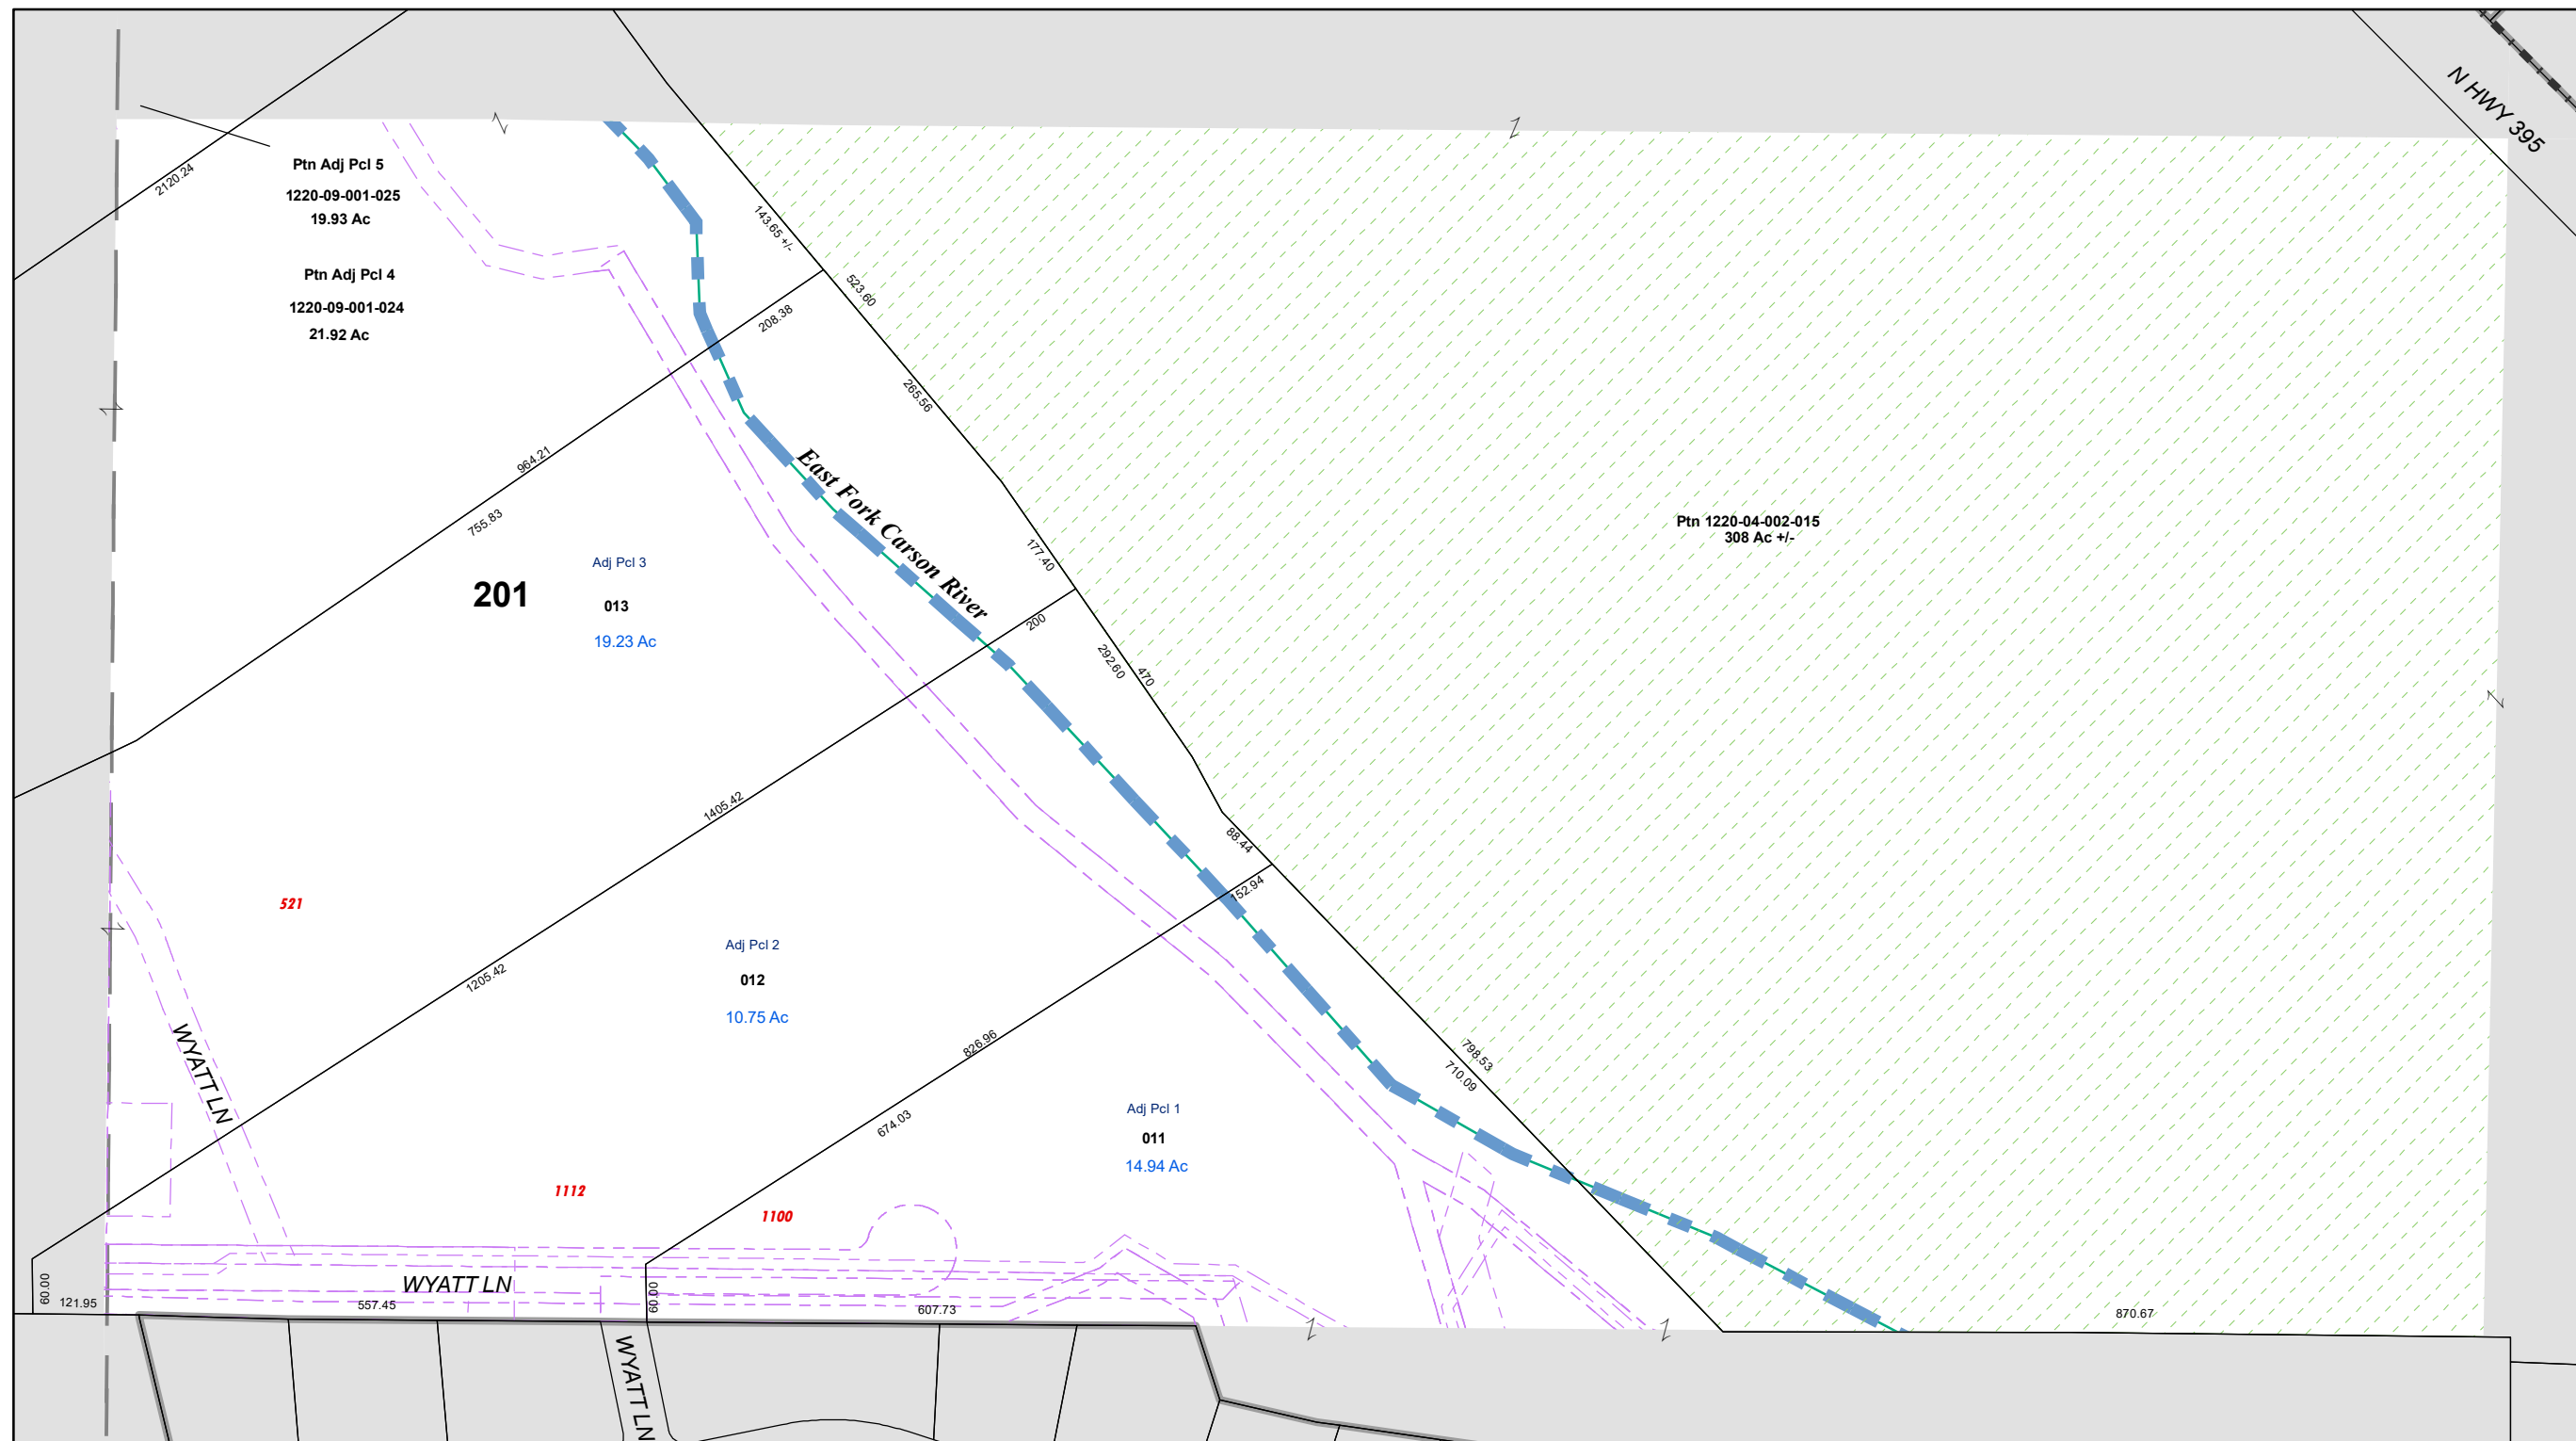 N HWY 395
Ptn Adj Pcl 5
1220-09-001-025
19.93 Ac
2120.24
Ptn Adj Pcl 4
1220-09-001-024
21.92 Ac
143.65 +/-
523.60
208.38
265.56
964.21
755.83
East Fork Carson River
177.40
Ptn 1220-04-002-015
308 Ac +/-
Adj Pcl 3
201
013
19.23 Ac
200
292.60
470
1405.42
88.44
152.94
521
Adj Pcl 2
012
10.75 Ac
1205.42
826.96
798.53
710.09
WYATT LN
674.03
Adj Pcl 1
011
14.94 Ac
1112
1100
60.00
121.95
WYATT LN
557.45
60.00
607.73
870.67
WYATT LN